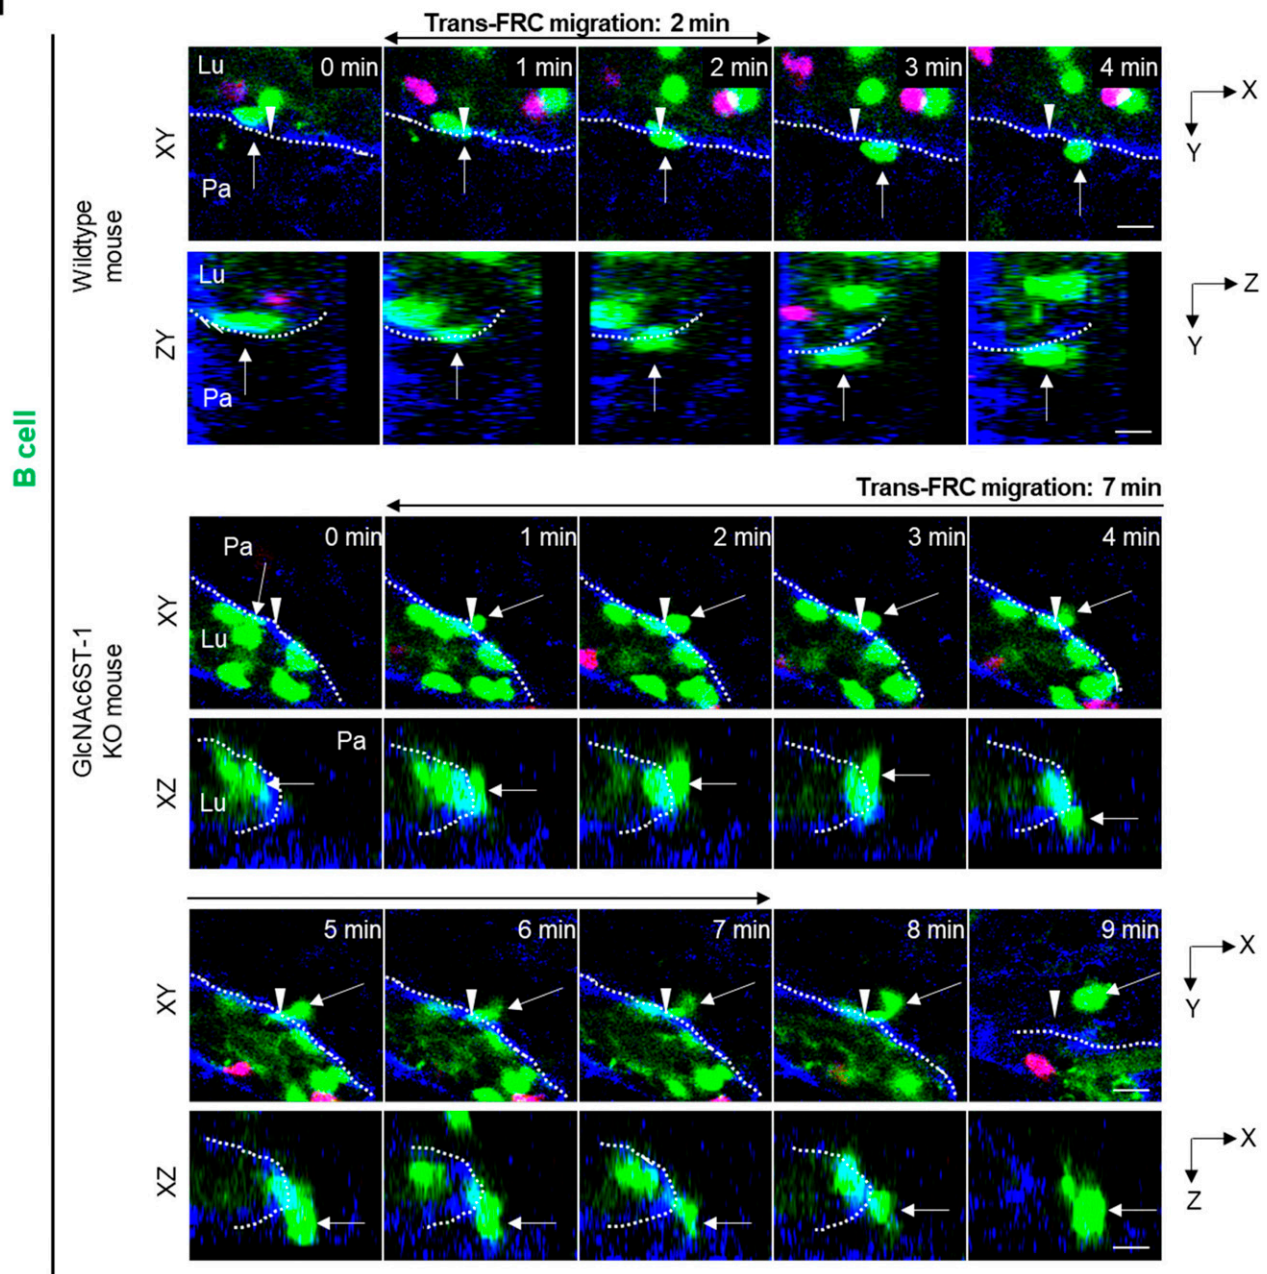 Trans-FRC migration: 2 min
Lu
0 min
1 min
2 min
3 min
4 min
X
Y
XY
Pa
Wildtype
mouse
Lu
Z
Y
ZY
Pa
B cell
Trans-FRC migration: 7 min
Pa
0 min
1 min
2 min
3 min
4 min
XY
Lu
GlcNAc6ST-1
KO mouse
Pa
XZ
Lu
5 min
6 min
7 min
8 min
9 min
X
Y
XY
X
Z
XZ